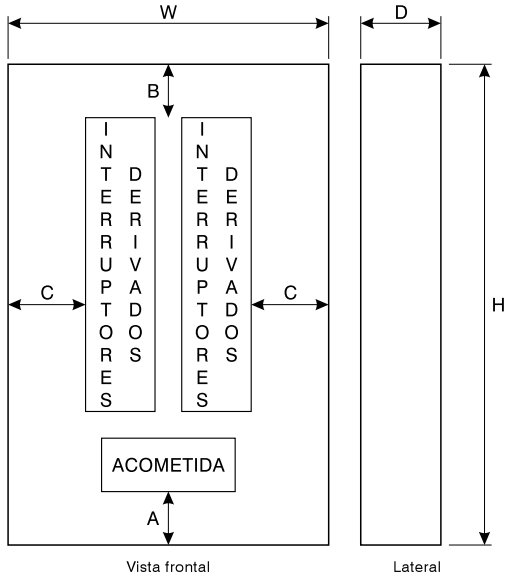 W
D
B
INTERRUPTORES
DERIVADOS
INTERRUPTORES
DERIVADOS
C
C
H
ACOMETIDA
A
Vista frontal
Lateral